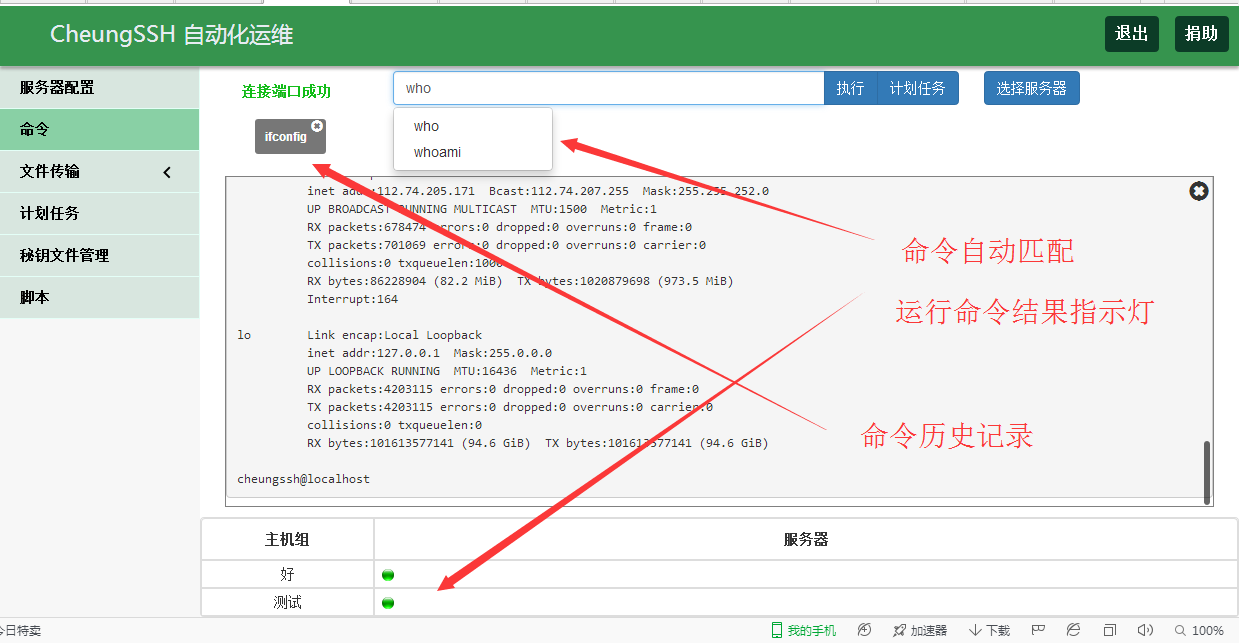 CheungSSH 自动化运维
退出
捐助
服务器配置
命令
文件传输
计划任务
秘钥文件管理
脚本
连接端口成功
who
执行
计划任务
选择服务器
ifconfig
who
whoami
inet addr:112.74.205.171 Bcast:112.74.207.255 Mask:255.255.252.0
UP BROADCAST RUNNING MULTICAST MTU:1500 Metric:1
RX packets:678474 errors:0 dropped:0 overruns:0 frame:0
TX packets:701069 errors:0 dropped:0 overruns:0 carrier:0
collisions:0 txqueuelen:1000
RX bytes:86228904 (82.2 MiB) TX bytes:1020879698 (973.5 MiB)
Interrupt:164
lo Link encap:Local Loopback
inet addr:127.0.0.1 Mask:255.0.0.0
UP LOOPBACK RUNNING MTU:16436 Metric:1
RX packets:4203115 errors:0 dropped:0 overruns:0 frame:0
TX packets:4203115 errors:0 dropped:0 overruns:0 carrier:0
collisions:0 txqueuelen:0
RX bytes:101613577141 (94.6 GiB) TX bytes:101613577141 (94.6 GiB)
cheungssh@localhost
命令自动匹配
运行命令结果指示灯
命令历史记录
主机组
服务器
好
测试
今日特卖
我的手机
加速器
下载
100%